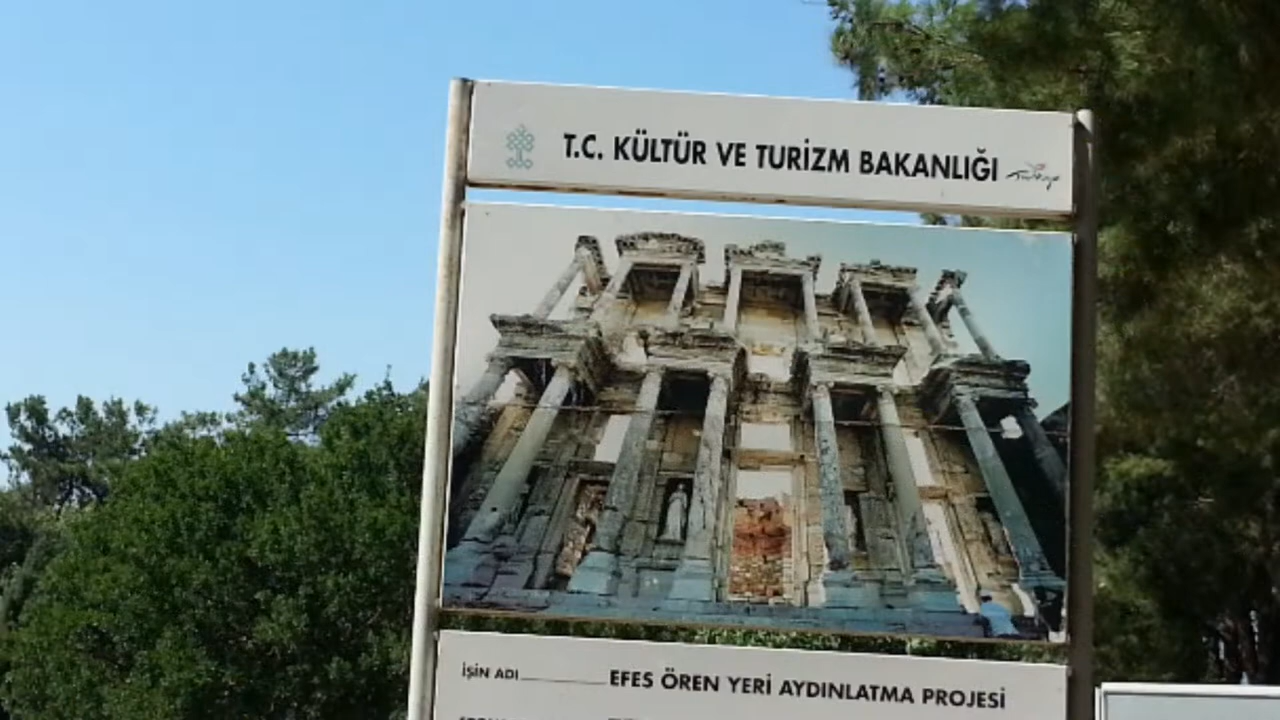 T.C. KÜLTÜR VE TURİZM BAKANLIĞI
Türkiye
İŞİN ADI EFES ÖREN YERİ AYDINLATMA PROJESİ